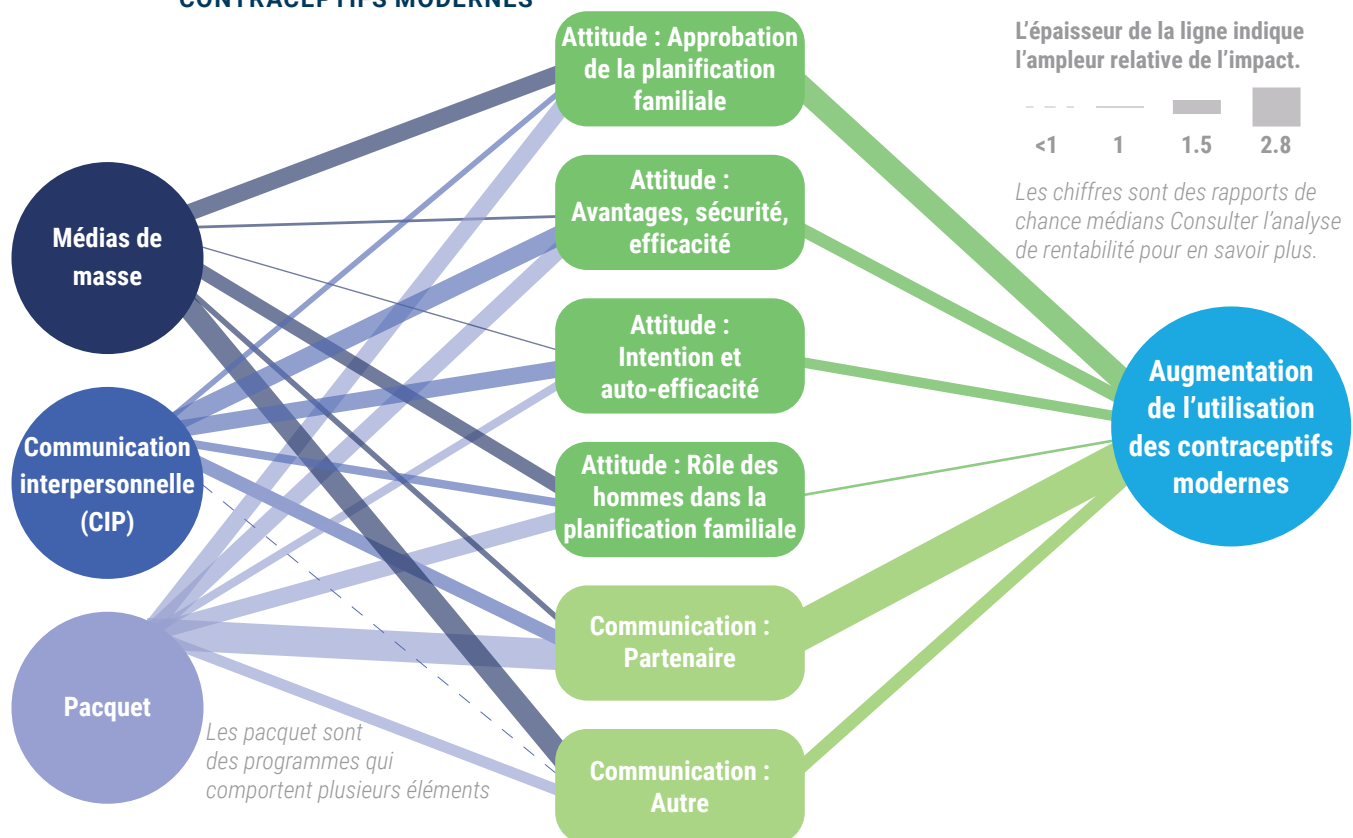 CONTRACEPTIFS MODERNES
Attitude : Approbation
de la planification
familiale
L’épaisseur de la ligne indique
l’ampleur relative de l’impact.
<1 1 1.5 2.8
Les chiffres sont des rapports de
chance médians Consulter l’analyse
de rentabilité pour en savoir plus.
Médias de
masse
Attitude :
Avantages, sécurité,
efficacité
Attitude :
Intention et
auto-efficacité
Augmentation
de l’utilisation
des contraceptifs
modernes
Communication
interpersonnelle
(CIP)
Attitude : Rôle des
hommes dans la
planification familiale
Communication :
Partenaire
Pacquet
Les pacquet sont
des programmes qui
comportent plusieurs éléments
Communication :
Autre